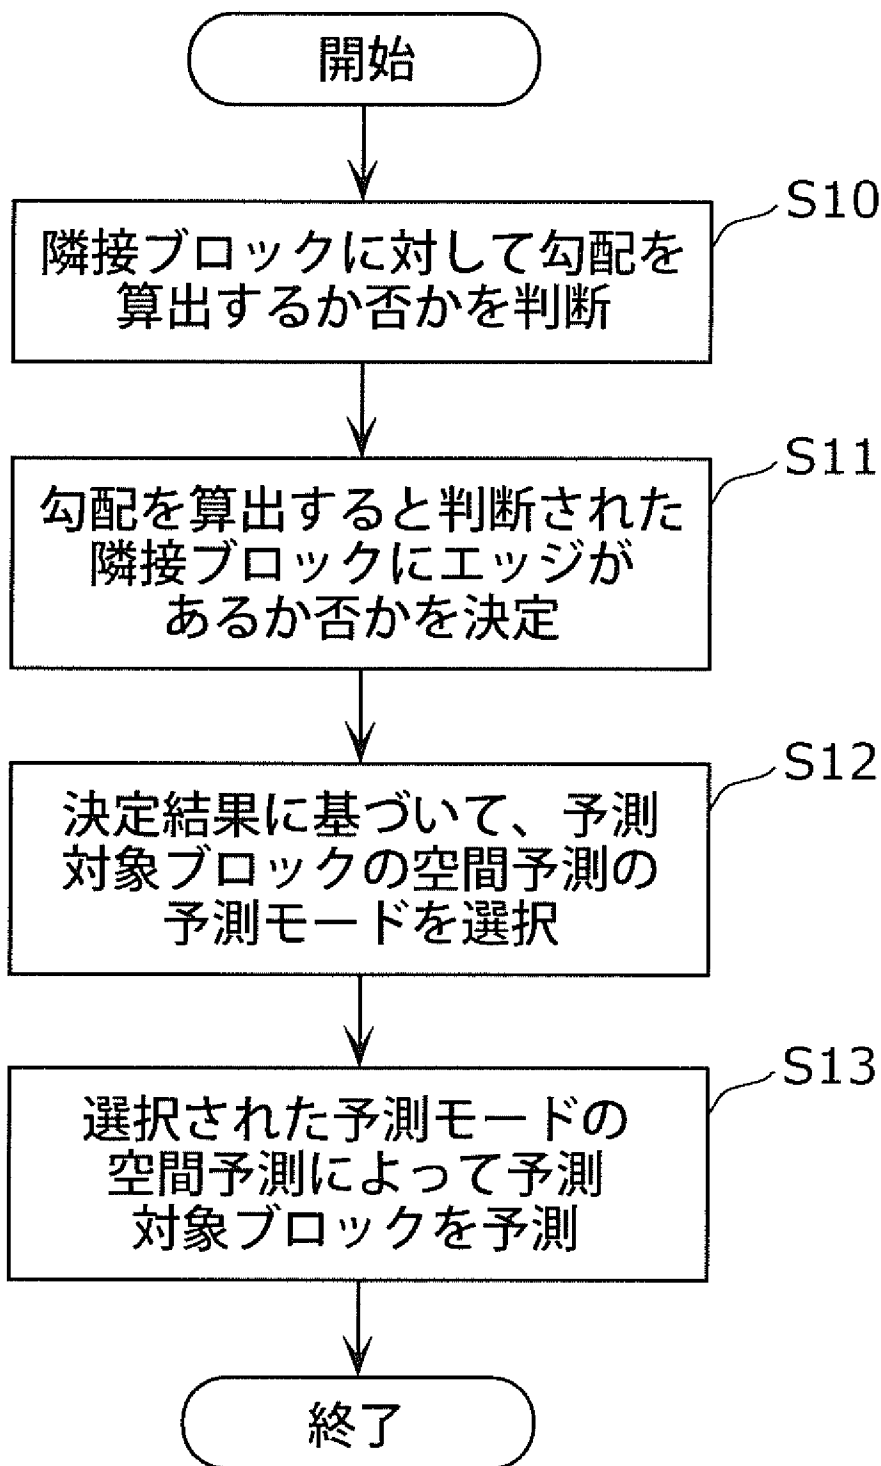 開始
S10
隣接ブロックに対して勾配を
算出するか否かを判断
S11
勾配を算出すると判断された
隣接ブロックにエッジが
あるか否かを決定
S12
決定結果に基づいて、予測
対象ブロックの空間予測の
予測モードを選択
S13
選択された予測モードの
空間予測によって予測
対象ブロックを予測
終了